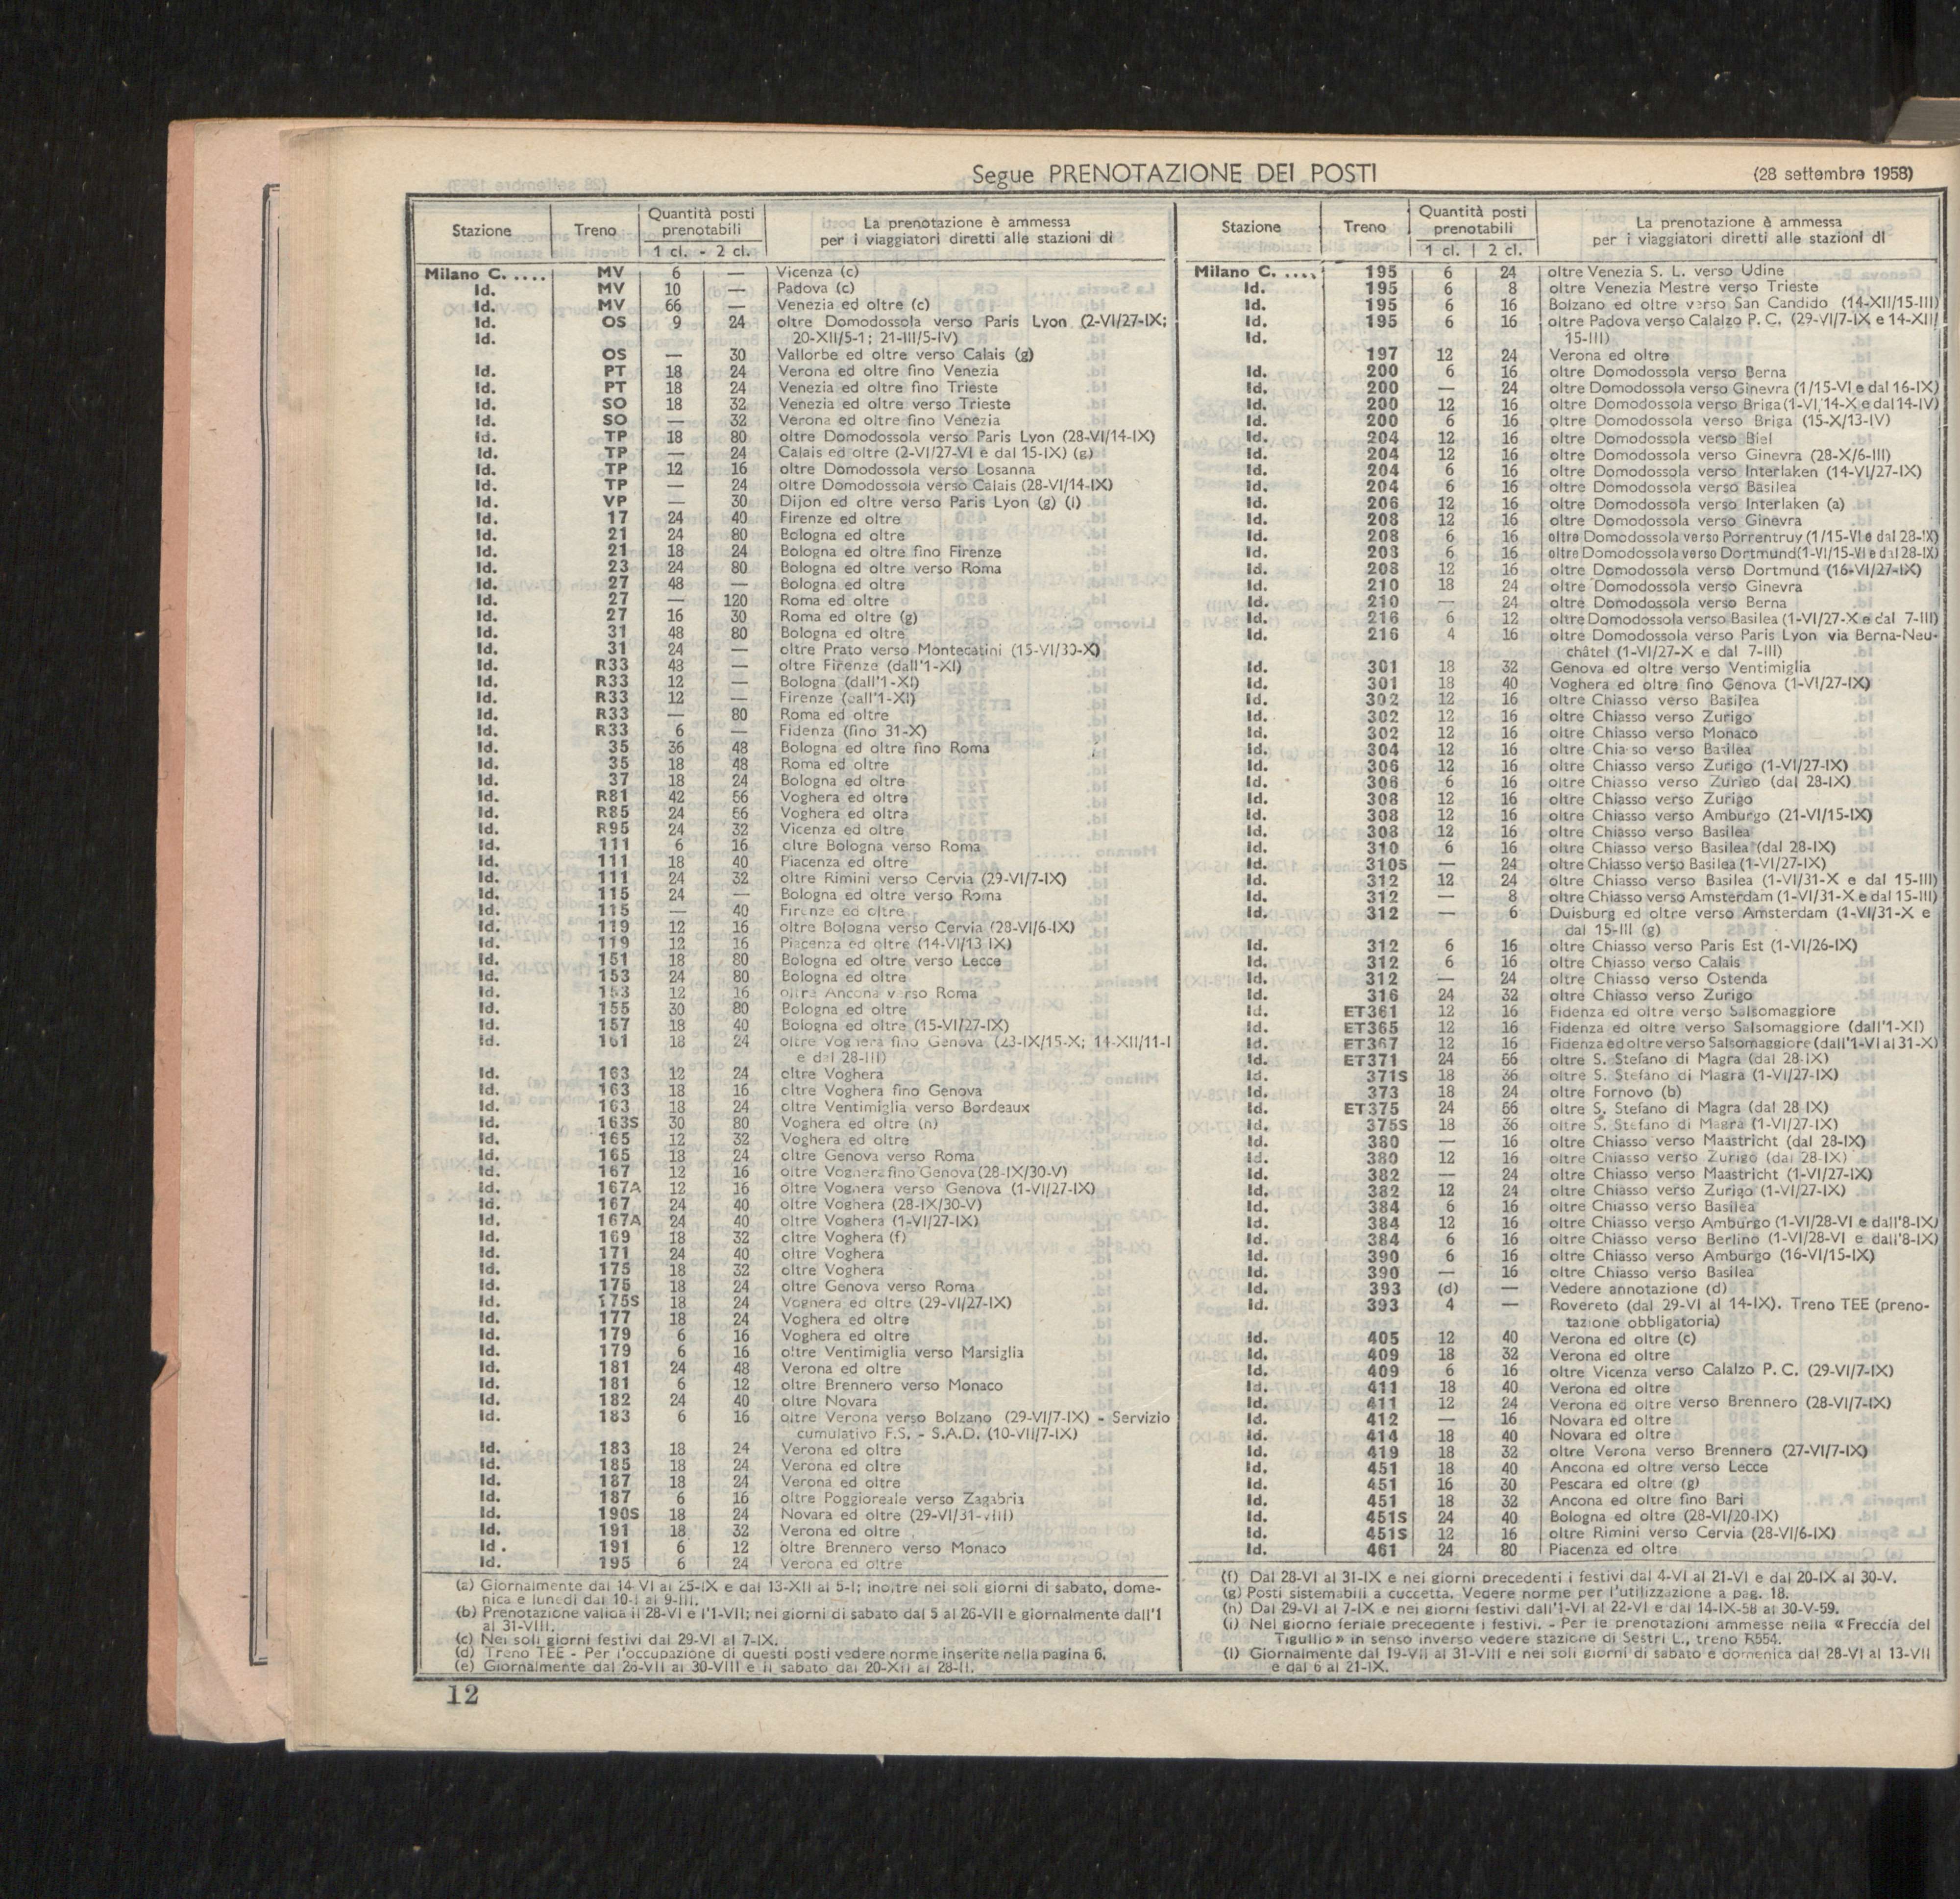 Segue PRENOTAZIONE DEI POSTI
(28 settembre 1958)
Stazione Treno Quantità posti prenotabili 1 cl. - 2 cl. La prenotazione è ammessa per i viaggiatori diretti alle stazioni di
Milano C. .... MV 6 — Vicenza (c)
Id. MV 10 — Padova (c)
Id. MV 66 — Venezia ed oltre (c)
Id. OS 9 24 oltre Domodossola verso Paris Lyon (2-VI/27-IX;
Id. 20-XII/5-1; 21-III/5-IV)
OS — 30 Vallorbe ed oltre verso Calais (g)
Id. PT 18 24 Verona ed oltre fino Venezia
Id. PT 18 24 Venezia ed oltre fino Trieste
Id. SO 18 32 Venezia ed oltre verso Trieste
Id. SO — 32 Verona ed oltre fino Venezia
Id. TP 18 80 oltre Domodossola verso Paris Lyon (28-VI/14-IX)
Id. TP — 24 Calais ed oltre (2-VI/27-VI e dal 15-IX) (g)
Id. TP 12 16 oltre Domodossola verso Losanna
Id. TP — 24 oltre Domodossola verso Calais (28-VI/14-IX)
Id. VP — 30 Dijon ed oltre verso Paris Lyon (g) (l)
Id. 17 24 40 Firenze ed oltre
Id. 21 24 80 Bologna ed oltre
Id. 21 18 24 Bologna ed oltre fino Firenze
Id. 23 24 80 Bologna ed oltre verso Roma
Id. 27 48 — Bologna ed oltre
Id. 27 — 120 Roma ed oltre
Id. 27 16 30 Roma ed oltre (g)
Id. 31 48 80 Bologna ed oltre
Id. 31 24 — oltre Prato verso Montecatini (15-VI/30-X)
Id. R33 48 — oltre Firenze (dall'1-XI)
Id. R33 12 — Bologna (dall'1-XI)
Id. R33 12 — Firenze (dall'1-XI)
Id. R33 — 80 Roma ed oltre
Id. R33 6 — Fidenza (fino 31-X)
Id. 35 36 48 Bologna ed oltre fino Roma
Id. 35 18 48 Roma ed oltre
Id. 37 18 24 Bologna ed oltre
Id. R81 42 56 Voghera ed oltre
Id. R85 24 56 Voghera ed oltre
Id. R95 24 32 Vicenza ed oltre
Id. 111 6 16 oltre Bologna verso Roma
Id. 111 18 40 Piacenza ed oltre
Id. 111 24 32 oltre Rimini verso Cervia (29-VI/7-IX)
Id. 115 24 — Bologna ed oltre verso Roma
Id. 115 — 40 Firenze ed oltre
Id. 119 12 16 oltre Bologna verso Cervia (28-VI/6-IX)
Id. 119 12 16 Piacenza ed oltre (14-VI/13 IX)
Id. 151 18 80 Bologna ed oltre verso Lecce
Id. 153 24 80 Bologna ed oltre
Id. 153 12 16 oltre Ancona verso Roma
Id. 155 30 80 Bologna ed oltre
Id. 157 18 40 Bologna ed oltre (15-VI/27-IX)
Id. 161 18 24 oltre Voghera fino Genova (23-IX/15-X; 14-XII/11-I
e dal 28-III)
Id. 163 12 24 oltre Voghera
Id. 163 18 16 oltre Voghera fino Genova
Id. 163 18 24 oltre Ventimiglia verso Bordeaux
Id. 163S 30 80 Voghera ed oltre (h)
Id. 165 12 32 Voghera ed oltre
Id. 165 18 24 oltre Genova verso Roma
Id. 167 12 16 oltre Voghera fino Genova (28-IX/30-V)
Id. 167A 12 16 oltre Voghera verso Genova (1-VI/27-IX)
Id. 167 24 40 oltre Voghera (28-IX/30-V)
Id. 167A 24 40 oltre Voghera (1-VI/27-IX)
Id. 169 18 32 oltre Voghera (f)
Id. 171 24 40 oltre Voghera
Id. 175 18 32 oltre Voghera
Id. 175 18 24 oltre Genova verso Roma
Id. 175S 18 24 Voghera ed oltre (29-VI/27-IX)
Id. 177 18 24 Voghera ed oltre
Id. 179 6 16 Voghera ed oltre
Id. 179 6 16 oltre Ventimiglia verso Marsiglia
Id. 181 24 48 Verona ed oltre
Id. 181 6 12 oltre Brennero verso Monaco
Id. 182 24 40 oltre Novara
Id. 183 6 16 oltre Verona verso Bolzano (29-VI/7-IX) - Servizio
cumulativo F.S. - S.A.D. (10-VII/7-IX)
Id. 183 18 24 Verona ed oltre
Id. 185 18 24 Verona ed oltre
Id. 187 18 24 Verona ed oltre
Id. 187 6 16 oltre Poggioreale verso Zagabria
Id. 190S 18 24 Novara ed oltre (29-VI/31-VIII)
Id. 191 18 32 Verona ed oltre
Id. 191 6 12 oltre Brennero verso Monaco
Id. 195 6 24 Verona ed oltre
(a) Giornalmente dal 14 VI al 25-IX e dal 13-XII al 5-I; inoltre nei soli giorni di sabato, dome-
nica e lunedi dal 10-I al 9-III.
(b) Prenotazione valida il 28-VI e l'1-VII; nei giorni di sabato dal 5 al 26-VII e giornalmente dall'1
al 31-VIII.
(c) Nei soli giorni festivi dal 29-VI al 7-IX.
(d) Treno TEE - Per l'occupazione di questi posti vedere norme inserite nella pagina 6.
(e) Giornalmente dal 26-VII al 30-VIII e il sabato dal 20-XII al 28-II.
12
Stazione Treno Quantità posti prenotabili 1 cl. 2 cl. La prenotazione è ammessa per i viaggiatori diretti alle stazioni di
Milano C. .... 195 6 24 oltre Venezia S. L. verso Udine
Id. 195 6 8 oltre Venezia Mestre verso Trieste
Id. 195 6 16 Bolzano ed oltre verso San Candido (14-XII/15-III)
Id. 195 6 16 oltre Padova verso Calalzo P. C. (29-VI/7-IX e 14-XII/
Id. 15-III)
197 12 24 Verona ed oltre
Id. 200 6 16 oltre Domodossola verso Berna
Id. 200 — 24 oltre Domodossola verso Ginevra (1/15-VI e dal 16-IX)
Id. 200 12 16 oltre Domodossola verso Briga (1-VI/14-X e dal 14-IV)
Id. 200 6 16 oltre Domodossola verso Briga (15-X/13-IV)
Id. 204 12 16 oltre Domodossola verso Biel
Id. 204 12 16 oltre Domodossola verso Ginevra (28-X/6-III)
Id. 204 6 16 oltre Domodossola verso Interlaken (14-VI/27-IX)
Id. 204 6 16 oltre Domodossola verso Basilea
Id. 206 12 16 oltre Domodossola verso Interlaken (a)
Id. 208 12 16 oltre Domodossola verso Ginevra
Id. 208 6 16 oltre Domodossola verso Porrentruy (1/15-VI e dal 28-IX)
Id. 208 6 16 oltre Domodossola verso Dortmund (1-VI/15-VI e dal 28-IX)
Id. 208 12 16 oltre Domodossola verso Dortmund (16-VI/27-IX)
Id. 210 18 24 oltre Domodossola verso Ginevra
Id. 210 — 24 oltre Domodossola verso Berna
Id. 216 6 12 oltre Domodossola verso Basilea (1-VI/27-X e dal 7-III)
Id. 216 4 16 oltre Domodossola verso Paris Lyon via Berna-Neu-
châtel (1-VI/27-X e dal 7-III)
Id. 301 18 32 Genova ed oltre verso Ventimiglia
Id. 301 18 40 Voghera ed oltre fino Genova (1-VI/27-IX)
Id. 302 12 16 oltre Chiasso verso Basilea
Id. 302 12 16 oltre Chiasso verso Zurigo
Id. 302 12 16 oltre Chiasso verso Monaco
Id. 304 12 16 oltre Chiasso verso Basilea
Id. 306 12 16 oltre Chiasso verso Zurigo (1-VI/27-IX)
Id. 306 6 16 oltre Chiasso verso Zurigo (dal 28-IX)
Id. 308 12 16 oltre Chiasso verso Zurigo
Id. 308 12 16 oltre Chiasso verso Amburgo (21-VI/15-IX)
Id. 308 12 16 oltre Chiasso verso Basilea
Id. 310 6 16 oltre Chiasso verso Basilea (dal 28-IX)
Id. 310S — 24 oltre Chiasso verso Basilea (1-VI/27-IX)
Id. 312 12 24 oltre Chiasso verso Basilea (1-VI/31-X e dal 15-III)
Id. 312 — 8 oltre Chiasso verso Amsterdam (1-VI/31-X e dal 15-III)
Id. 312 — 6 Duisburg ed oltre verso Amsterdam (1-VI/31-X e
dal 15-III (g)
Id. 312 6 16 oltre Chiasso verso Paris Est (1-VI/26-IX)
Id. 312 6 16 oltre Chiasso verso Calais
Id. 312 — 24 oltre Chiasso verso Ostenda
Id. 316 24 32 oltre Chiasso verso Zurigo
Id. ET361 12 16 Fidenza ed oltre verso Salsomaggiore
Id. ET365 12 16 Fidenza ed oltre verso Salsomaggiore (dall'1-XI)
Id. ET367 12 16 Fidenza ed oltre verso Salsomaggiore (dall'1-VI al 31-X)
Id. ET371 24 56 oltre S. Stefano di Magra (dal 28-IX)
Id. 371S 18 36 oltre S. Stefano di Magra (1-VI/27-IX)
Id. 373 18 24 oltre Fornovo (b)
Id. ET375 24 56 oltre S. Stefano di Magra (dal 28 IX)
Id. 375S 18 36 oltre S. Stefano di Magra (1-VI/27-IX)
Id. 380 — 16 oltre Chiasso verso Maastricht (dal 28-IX)
Id. 380 12 16 oltre Chiasso verso Zurigo (dal 28-IX)
Id. 382 — 24 oltre Chiasso verso Maastricht (1-VI/27-IX)
Id. 382 12 24 oltre Chiasso verso Zurigo (1-VI/27-IX)
Id. 384 6 16 oltre Chiasso verso Basilea
Id. 384 12 16 oltre Chiasso verso Amburgo (1-VI/28-VI e dall'8-IX)
Id. 384 6 16 oltre Chiasso verso Berlino (1-VI/28-VI e dall'8-IX)
Id. 390 6 16 oltre Chiasso verso Amburgo (16-VI/15-IX)
Id. 390 — 16 oltre Chiasso verso Basilea
Id. 393 (d) — Vedere annotazione (d)
Id. 393 4 — Rovereto (dal 29-VI al 14-IX). Treno TEE (preno-
tazione obbligatoria)
Id. 405 12 40 Verona ed oltre (c)
Id. 409 18 32 Verona ed oltre
Id. 409 6 16 oltre Vicenza verso Calalzo P. C. (29-VI/7-IX)
Id. 411 18 40 Verona ed oltre
Id. 411 12 24 Verona ed oltre verso Brennero (28-VI/7-IX)
Id. 412 — 16 Novara ed oltre
Id. 414 18 40 Novara ed oltre
Id. 419 18 32 oltre Verona verso Brennero (27-VI/7-IX)
Id. 451 18 40 Ancona ed oltre verso Lecce
Id. 451 16 30 Pescara ed oltre (g)
Id. 451 18 32 Ancona ed oltre fino Bari
Id. 451S 24 40 Bologna ed oltre (28-VI/20-IX)
Id. 451S 12 16 oltre Rimini verso Cervia (28-VI/6-IX)
Id. 461 24 80 Piacenza ed oltre
(f) Dal 28-VI al 31-IX e nei giorni precedenti i festivi dal 4-VI al 21-VI e dal 20-IX al 30-V.
(g) Posti sistemabili a cuccetta. Vedere norme per l'utilizzazione a pag. 18.
(h) Dal 29-VI al 7-IX e nei giorni festivi dall'1-VI al 22-VI e dal 14-IX-58 al 30-V-59.
(i) Nel giorno feriale precedente i festivi. - Per le prenotazioni ammesse nella « Freccia del
Tigullio » in senso inverso vedere stazione di Sestri L., treno R554.
(l) Giornalmente dal 19-VII al 31-VIII e nei soli giorni di sabato e domenica dal 28-VI al 13-VII
e dal 6 al 21-IX.